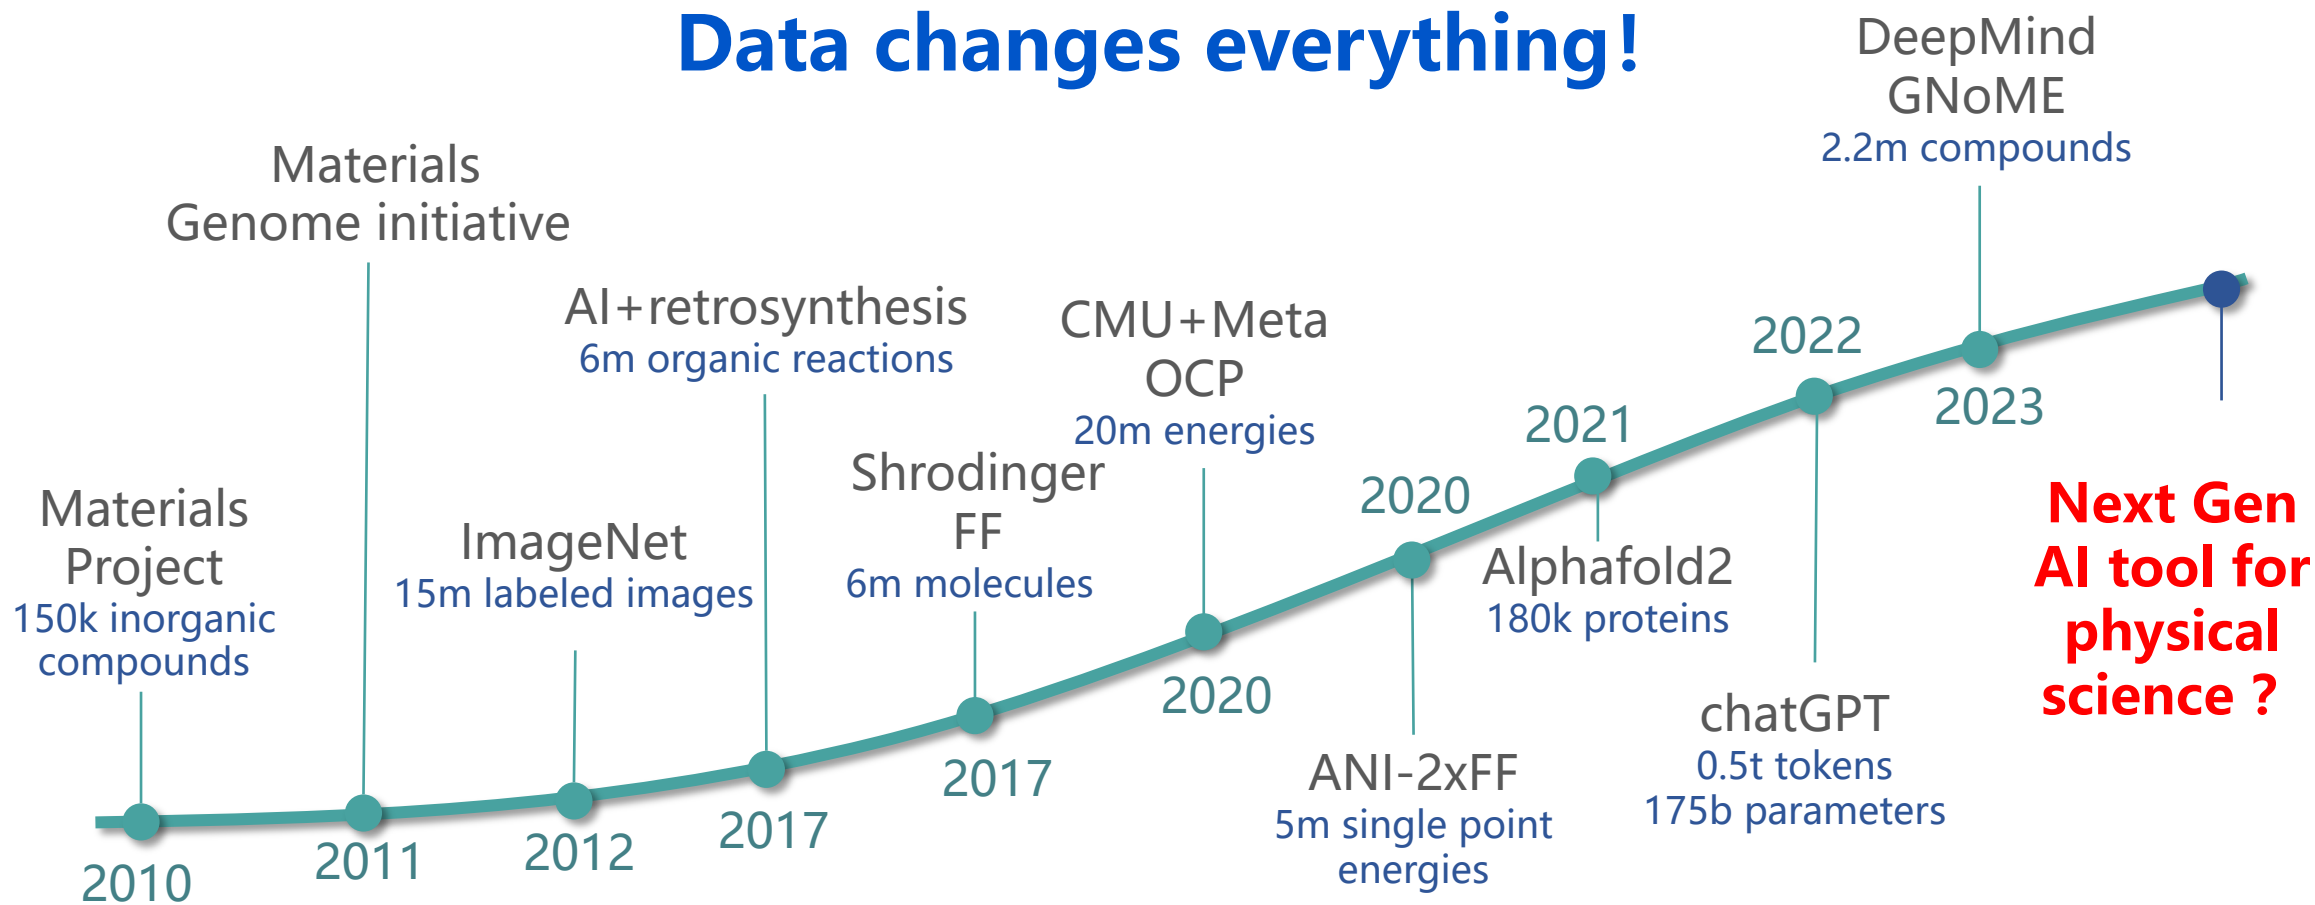 Data changes everything!
Materials
Project
150k inorganic
compounds
2010
Materials
Genome initiative
2011
ImageNet
15m labeled images
2012
AI+retrosynthesis
6m organic reactions
2017
Shrodinger
FF
6m molecules
2017
CMU+Meta
OCP
20m energies
2020
2020
ANI-2xFF
5m single point
energies
2021
Alphafold2
180k proteins
2022
chatGPT
0.5t tokens
175b parameters
DeepMind
GNoME
2.2m compounds
2023
Next Gen
AI tool for
physical
science ?